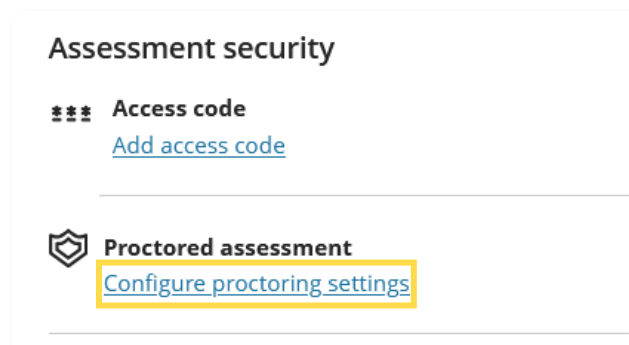 Assessment security
Access code
Add access code
Proctored assessment
Configure proctoring settings